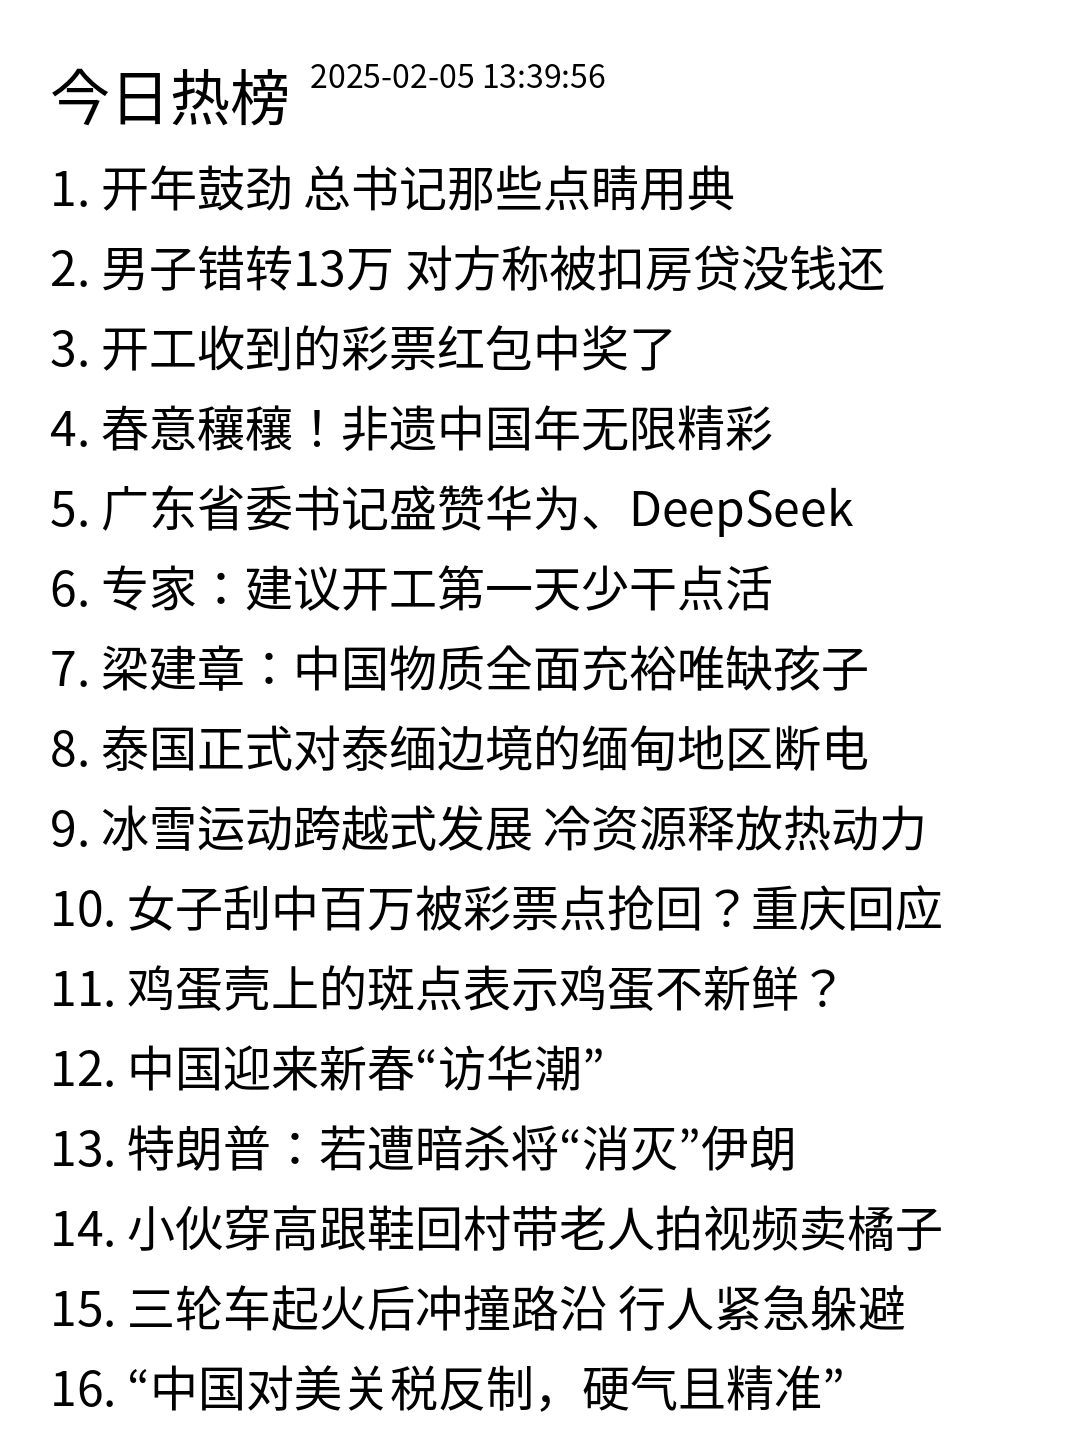 今日热榜 2025-02-05 13:39:56
1. 开年鼓劲 总书记那些点睛用典
2. 男子错转13万 对方称被扣房贷没钱还
3. 开工收到的彩票红包中奖了
4. 春意穰穰！非遗中国年无限精彩
5. 广东省委书记盛赞华为、DeepSeek
6. 专家：建议开工第一天少干点活
7. 梁建章：中国物质全面充裕唯缺孩子
8. 泰国正式对泰缅边境的缅甸地区断电
9. 冰雪运动跨越式发展 冷资源释放热动力
10. 女子刮中百万被彩票点抢回？重庆回应
11. 鸡蛋壳上的斑点表示鸡蛋不新鲜？
12. 中国迎来新春“访华潮”
13. 特朗普：若遭暗杀将“消灭”伊朗
14. 小伙穿高跟鞋回村带老人拍视频卖橘子
15. 三轮车起火后冲撞路沿 行人紧急躲避
16. “中国对美关税反制，硬气且精准”